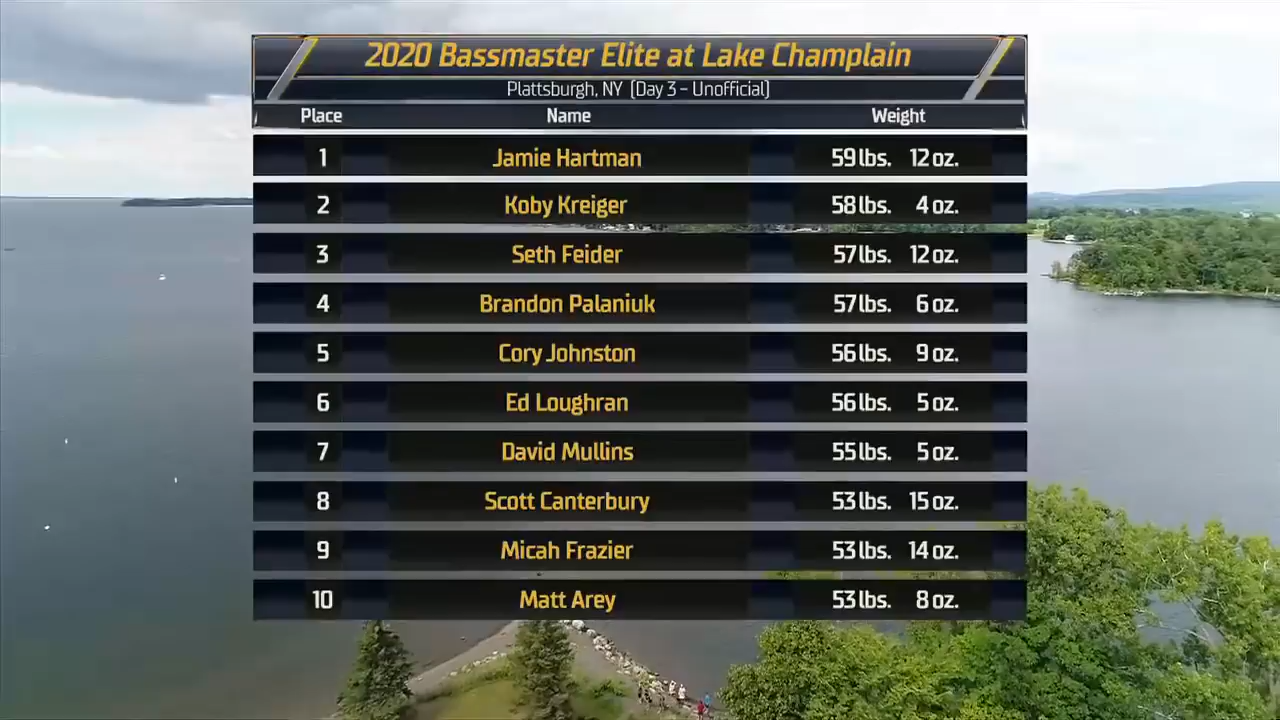 2020 Bassmaster Elite at Lake Champlain
Plattsburgh, NY (Day 3 - Unofficial)
Place Name Weight
1 Jamie Hartman 59 lbs. 12 oz.
2 Koby Kreiger 58 lbs. 4 oz.
3 Seth Feider 57 lbs. 12 oz.
4 Brandon Palaniuk 57 lbs. 6 oz.
5 Cory Johnston 56 lbs. 9 oz.
6 Ed Loughran 56 lbs. 5 oz.
7 David Mullins 55 lbs. 5 oz.
8 Scott Canterbury 53 lbs. 15 oz.
9 Micah Frazier 53 lbs. 14 oz.
10 Matt Arey 53 lbs. 8 oz.